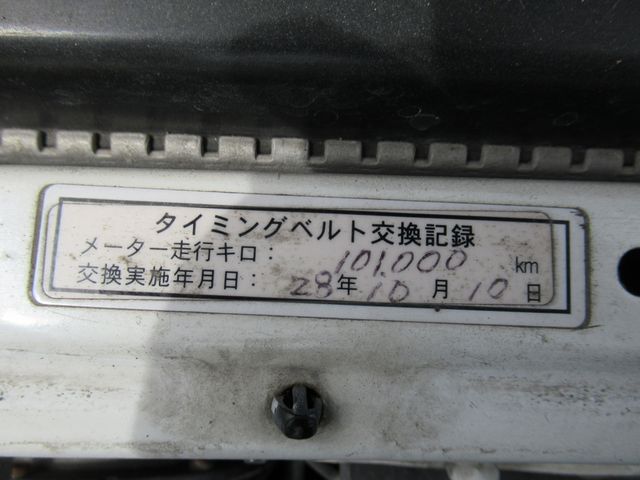 タイミングベルト交換記録
メーター走行キロ： 101,000 km
交換実施年月日： 28年 10月 10日